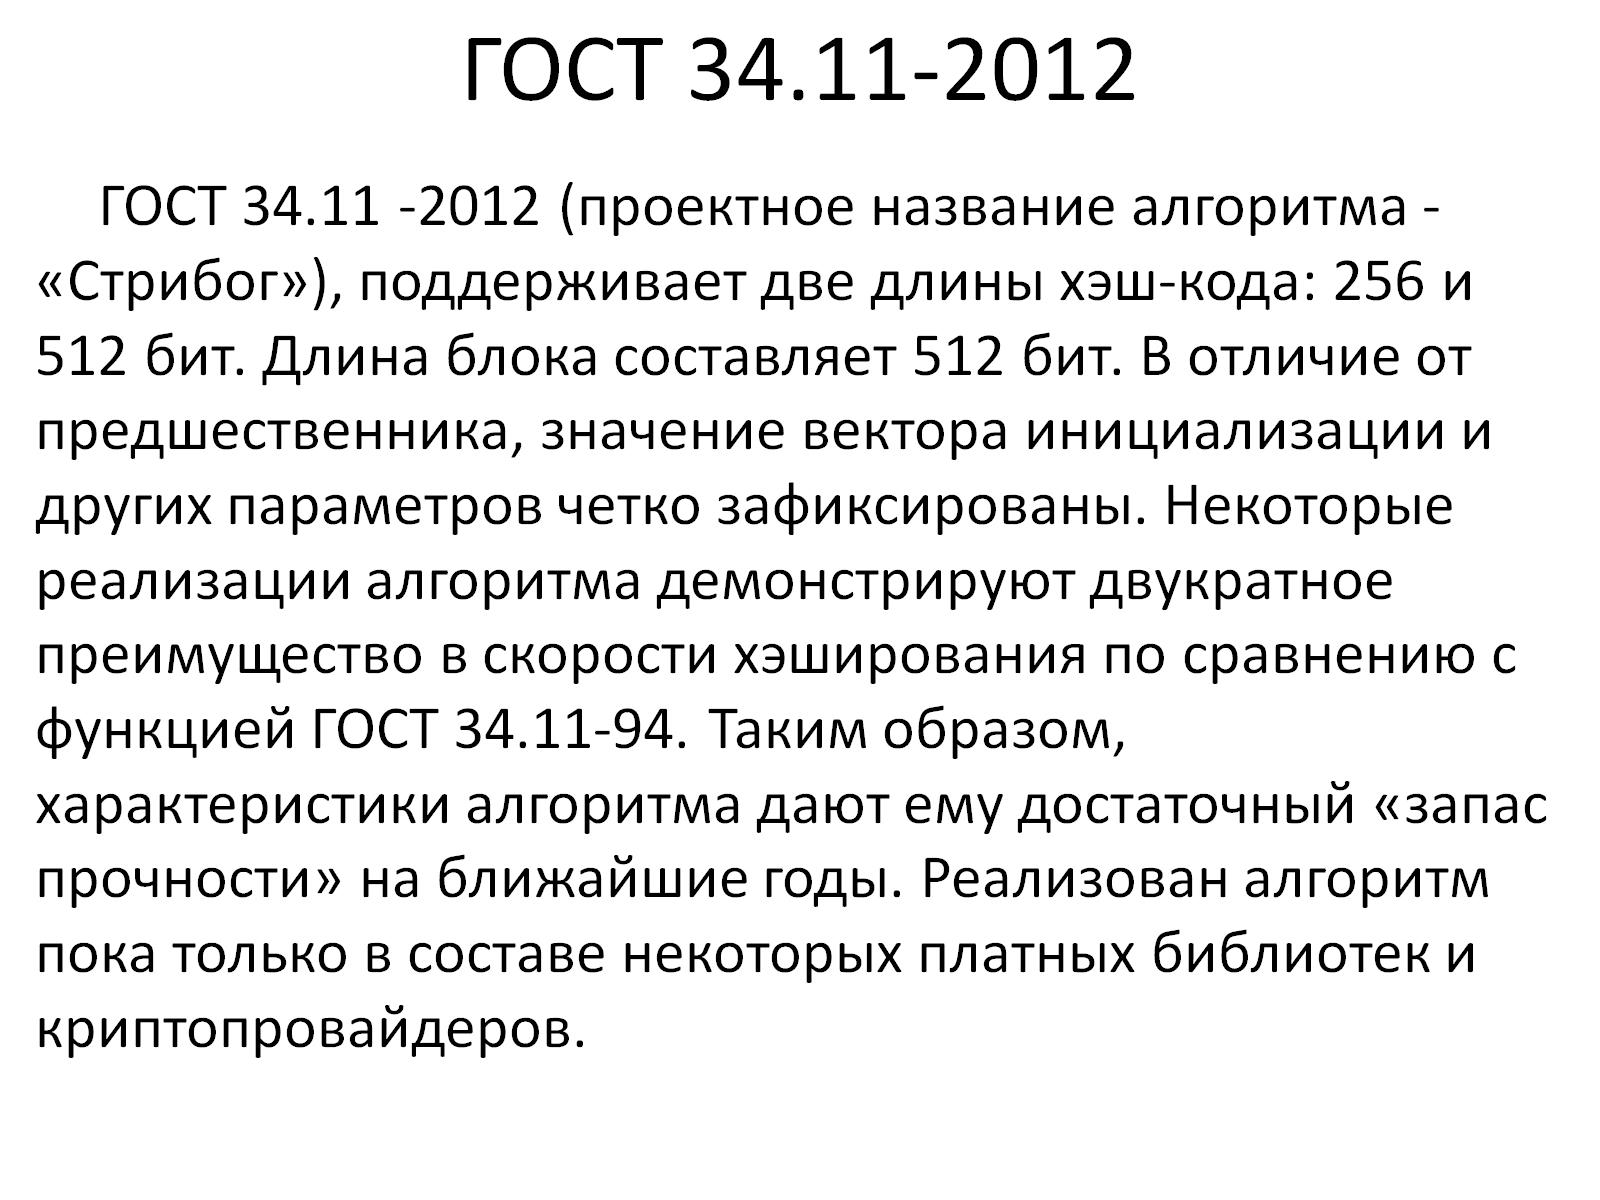 ГОСТ 34.11-2012
ГОСТ 34.11 -2012 (проектное название алгоритма -
«Стрибог»), поддерживает две длины хэш-кода: 256 и
512 бит. Длина блока составляет 512 бит. В отличие от
предшественника, значение вектора инициализации и
других параметров четко зафиксированы. Некоторые
реализации алгоритма демонстрируют двукратное
преимущество в скорости хэширования по сравнению с
функцией ГОСТ 34.11-94. Таким образом,
характеристики алгоритма дают ему достаточный «запас
прочности» на ближайшие годы. Реализован алгоритм
пока только в составе некоторых платных библиотек и
криптопровайдеров.